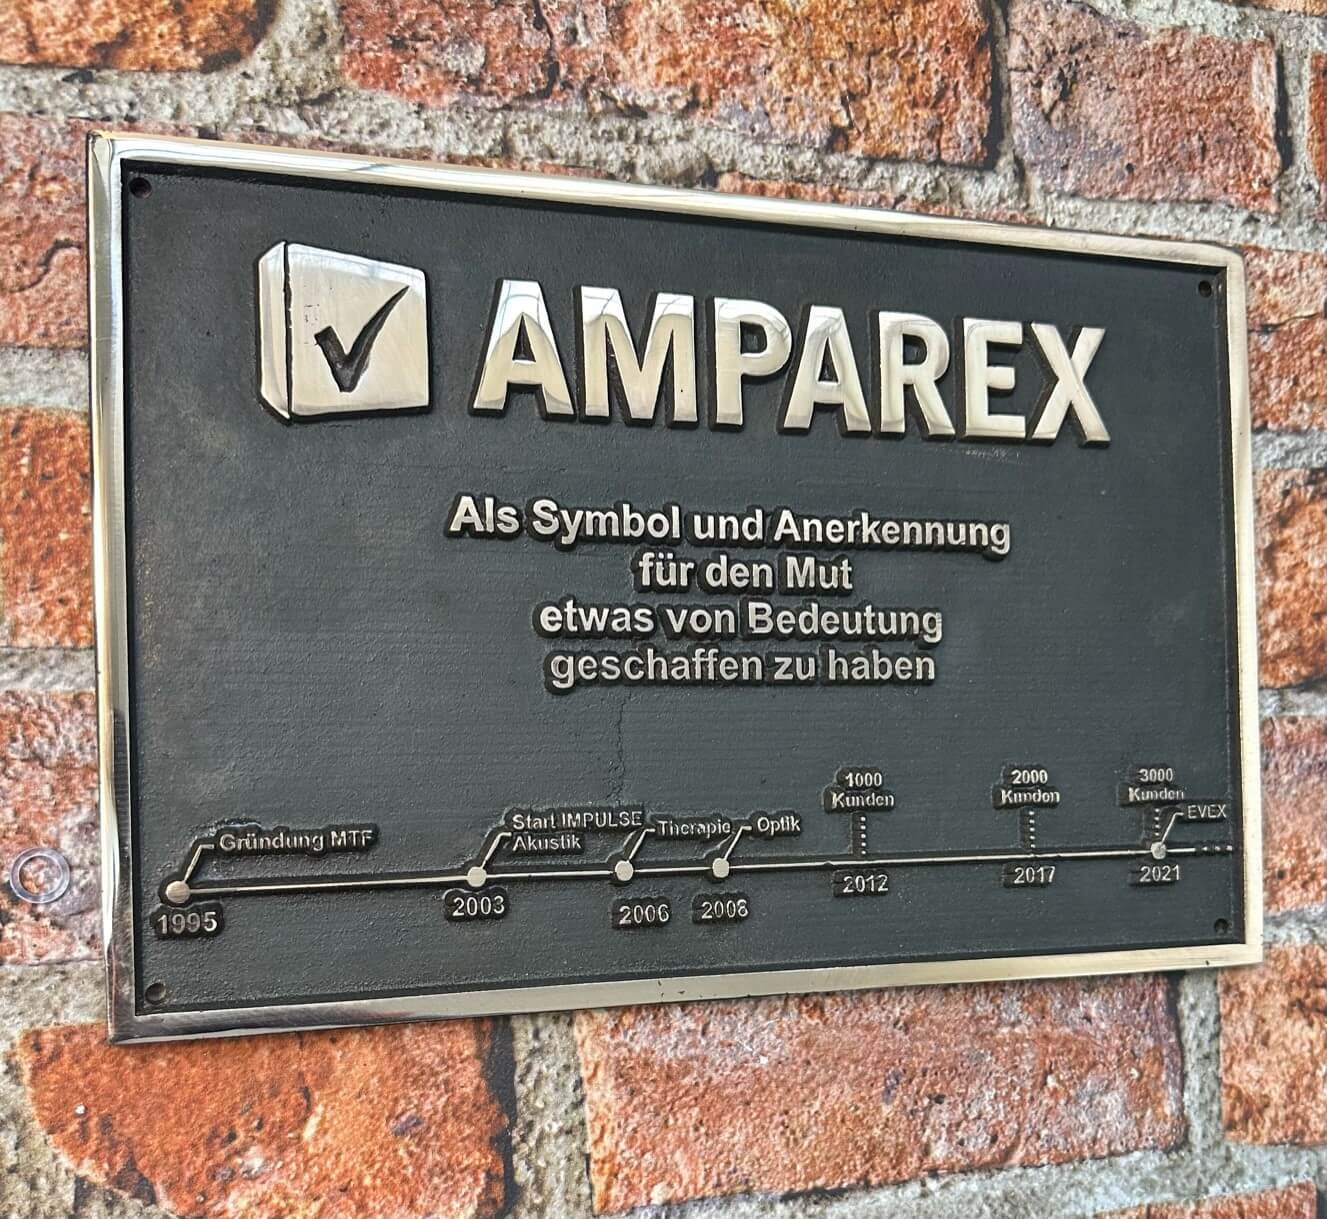 AMPAREX
Als Symbol und Anerkennung
für den Mut
etwas von Bedeutung
geschaffen zu haben
Gründung MTF
1995
Start IMPULSE
Akustik
2003
Therapie
2006
Optik
2008
1000
Kunden
2012
2000
Kunden
2017
3000
Kunden
EVEX
2021